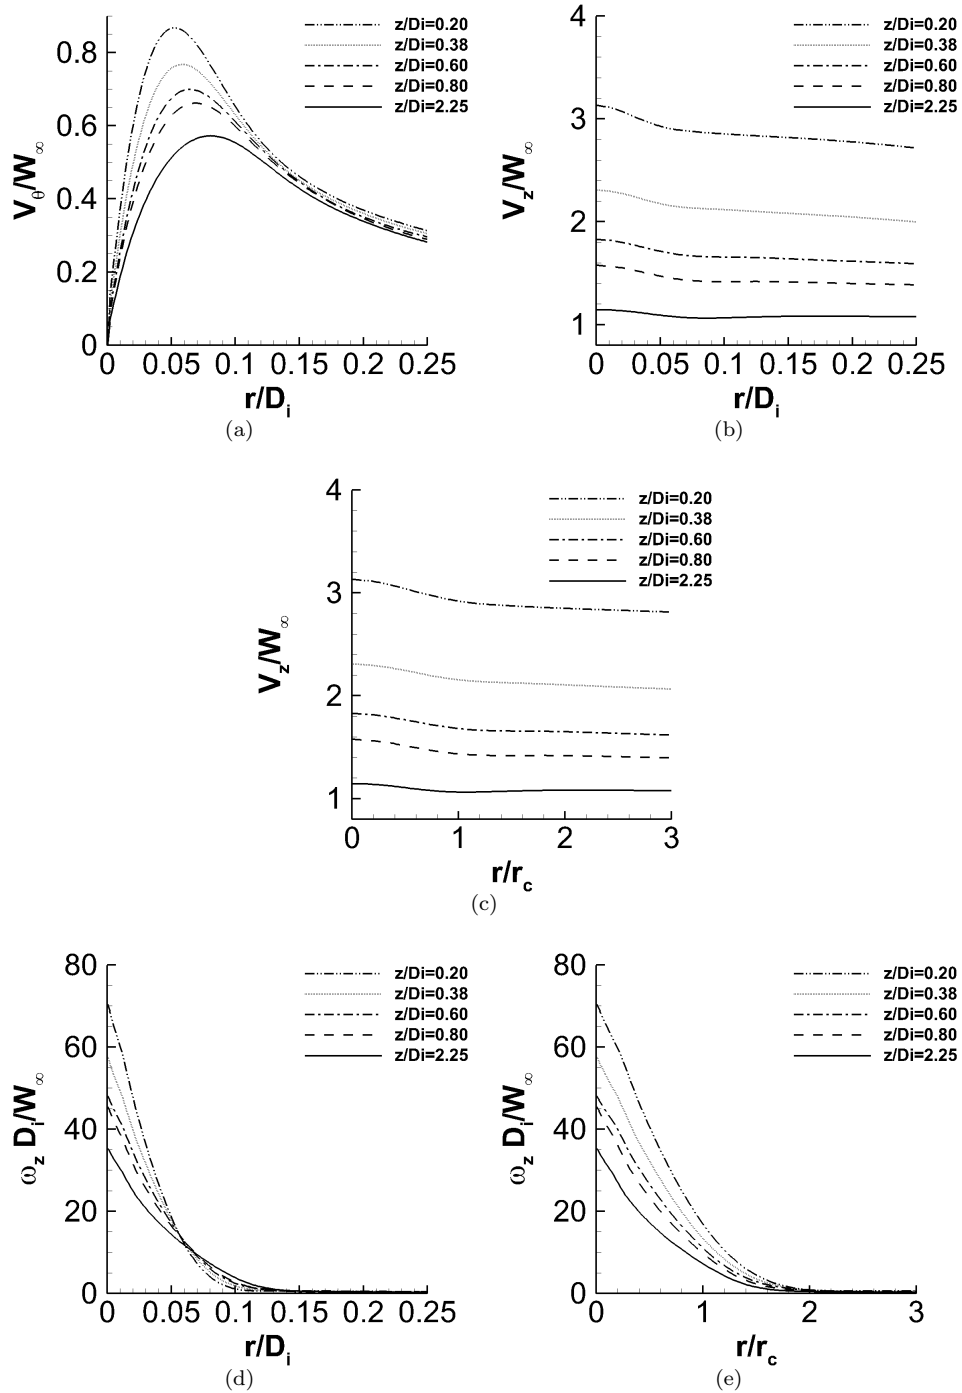 z/Di=0.20
z/Di=0.38
z/Di=0.60
z/Di=0.80
z/Di=2.25
0.8
0.6
0.4
0.2
0
V_θ/W_∞
0 0.05 0.1 0.15 0.2 0.25
r/D_i
(a)
z/Di=0.20
z/Di=0.38
z/Di=0.60
z/Di=0.80
z/Di=2.25
4
3
2
1
V_z/W_∞
0 0.05 0.1 0.15 0.2 0.25
r/D_i
(b)
z/Di=0.20
z/Di=0.38
z/Di=0.60
z/Di=0.80
z/Di=2.25
4
3
2
1
V_z/W_∞
0 1 2 3
r/r_c
(c)
z/Di=0.20
z/Di=0.38
z/Di=0.60
z/Di=0.80
z/Di=2.25
80
60
40
20
0
ω_z D_i/W_∞
0 0.05 0.1 0.15 0.2 0.25
r/D_i
(d)
z/Di=0.20
z/Di=0.38
z/Di=0.60
z/Di=0.80
z/Di=2.25
80
60
40
20
0
ω_z D_i/W_∞
0 1 2 3
r/r_c
(e)